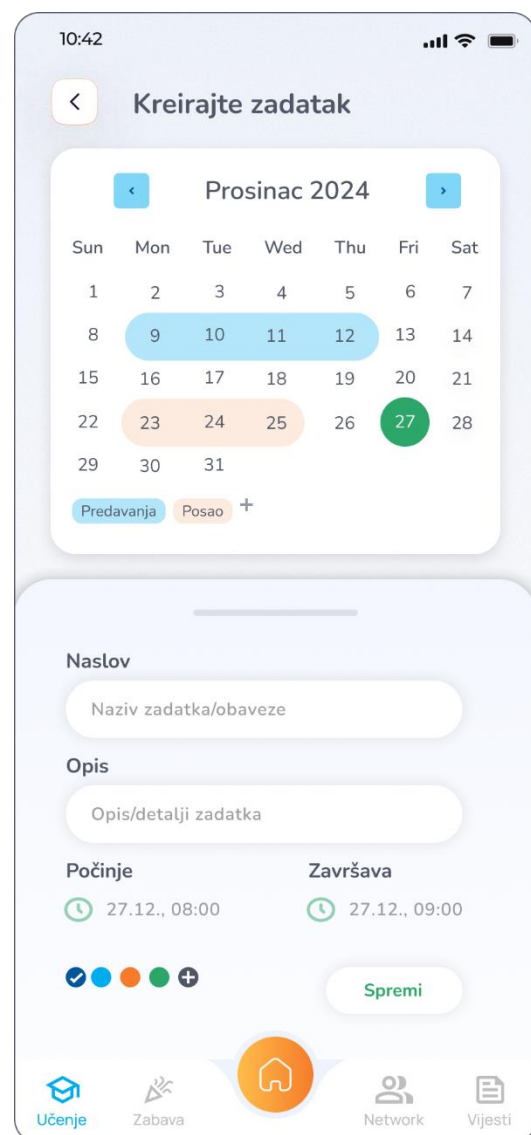 10:42
Kreirajte zadatak
‹ Prosinac 2024 ›
Sun Mon Tue Wed Thu Fri Sat
1 2 3 4 5 6 7
8 9 10 11 12 13 14
15 16 17 18 19 20 21
22 23 24 25 26 27 28
29 30 31
Predavanja Posao +
Naslov
Naziv zadatka/obaveze
Opis
Opis/detalji zadatka
Počinje Završava
27.12., 08:00 27.12., 09:00
Spremi
Učenje Zabava Network Vijesti